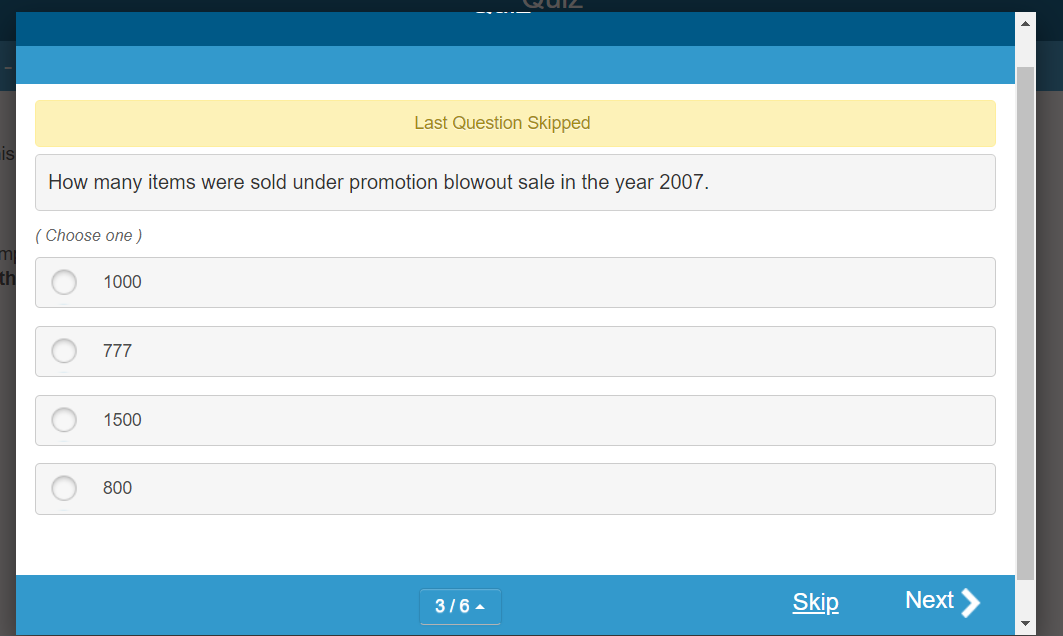 Quiz
Last Question Skipped
How many items were sold under promotion blowout sale in the year 2007.
( Choose one )
1000
777
1500
800
3 / 6
Skip
Next